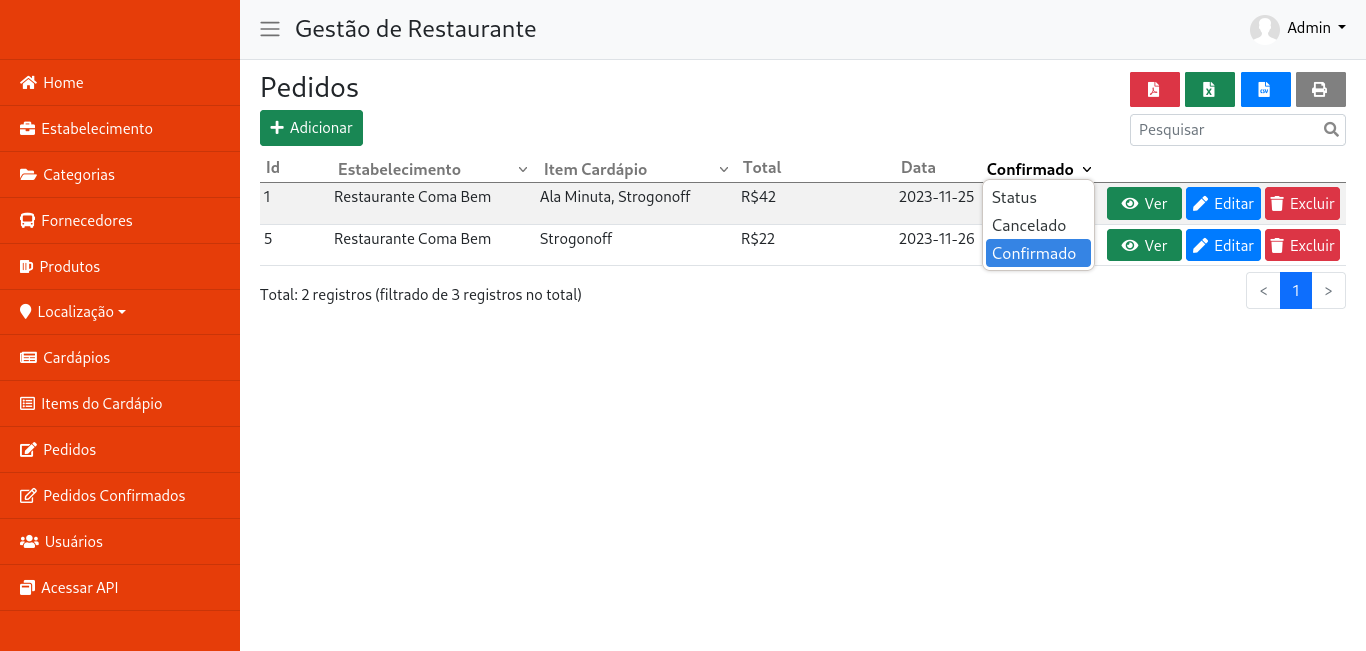 Gestão de Restaurante
Admin
Home
Estabelecimento
Categorias
Fornecedores
Produtos
Localização
Cardápios
Items do Cardápio
Pedidos
Pedidos Confirmados
Usuários
Acessar API
Pedidos
Adicionar
Pesquisar
Id Estabelecimento Item Cardápio Total Data Confirmado
1 Restaurante Coma Bem Ala Minuta, Strogonoff R$42 2023-11-25 Ver Editar Excluir
5 Restaurante Coma Bem Strogonoff R$22 2023-11-26 Ver Editar Excluir
Status
Cancelado
Confirmado
Total: 2 registros (filtrado de 3 registros no total)
< 1 >